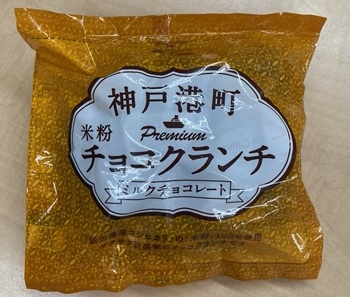 神戸港町
米粉
Premium
チョコクランチ
ミルクチョコレート